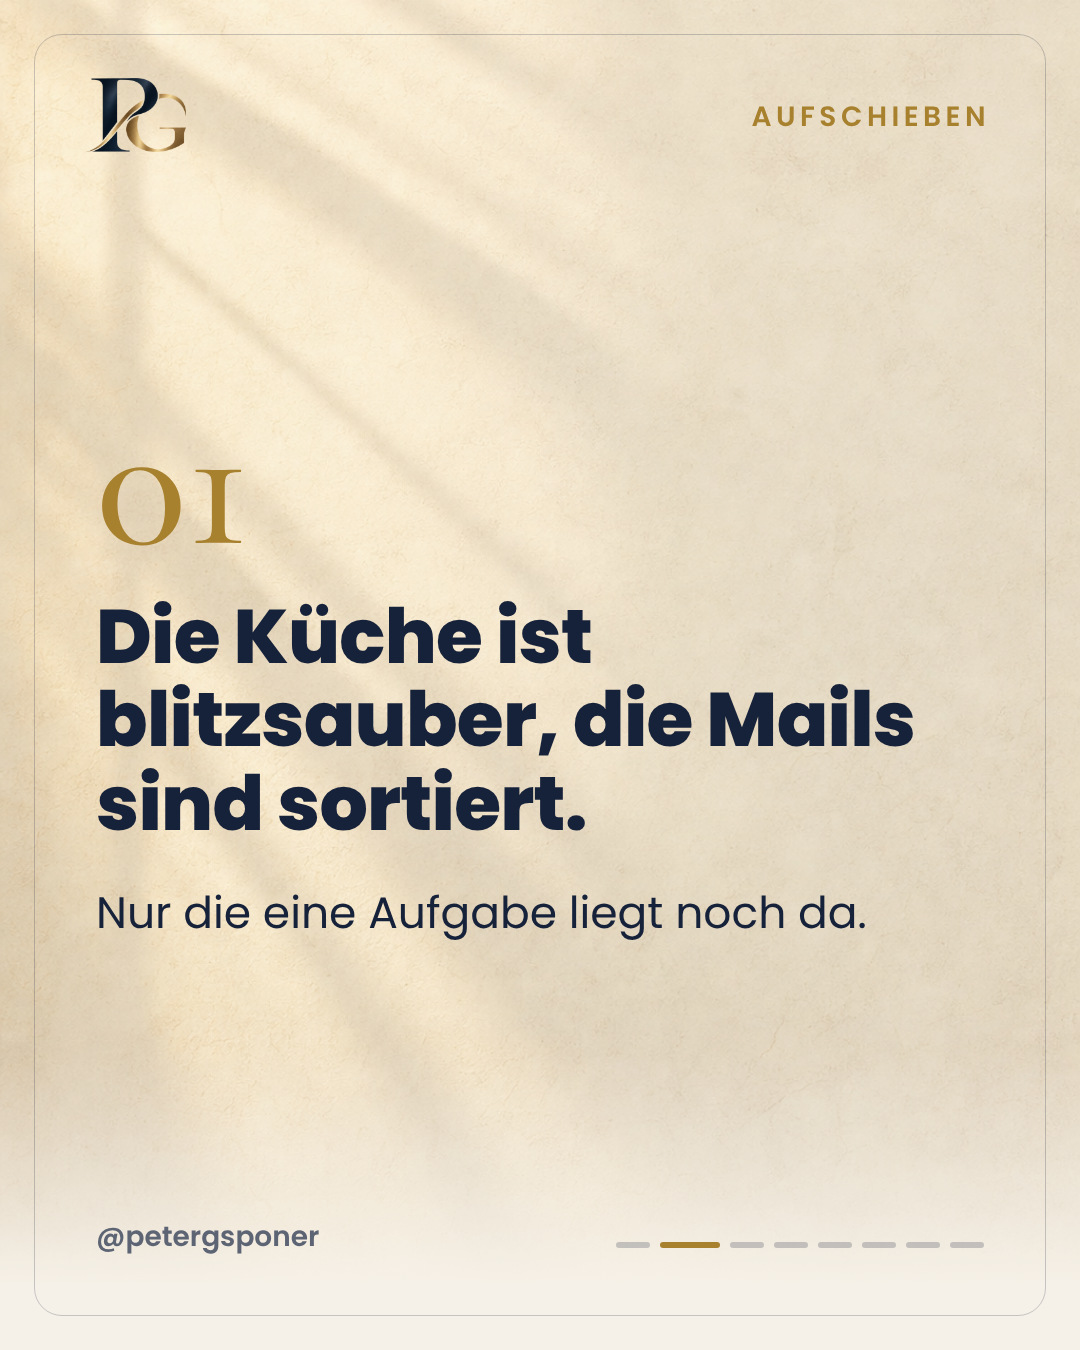 PG
AUFSCHIEBEN
01
Die Küche ist
blitzsauber, die Mails
sind sortiert.
Nur die eine Aufgabe liegt noch da.
@petergsponer